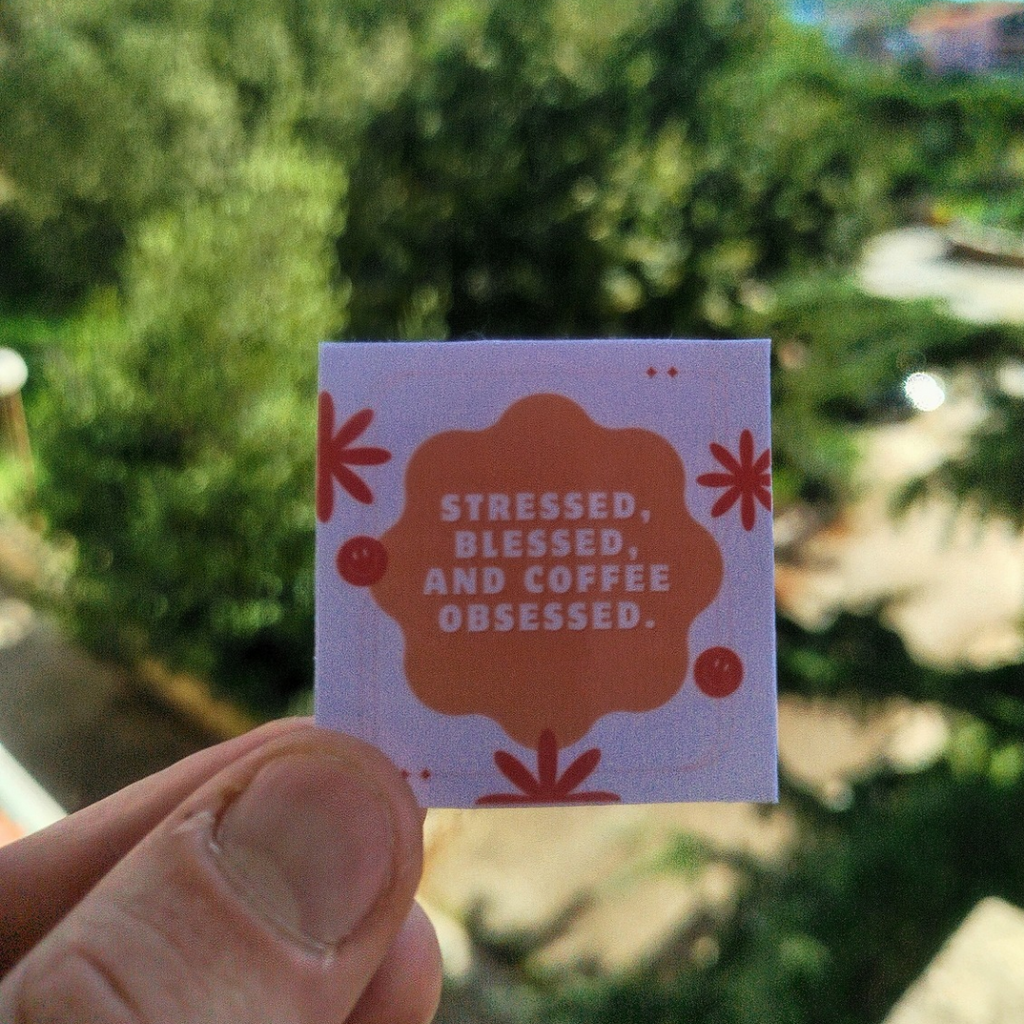 STRESSED,
BLESSED,
AND COFFEE
OBSESSED.